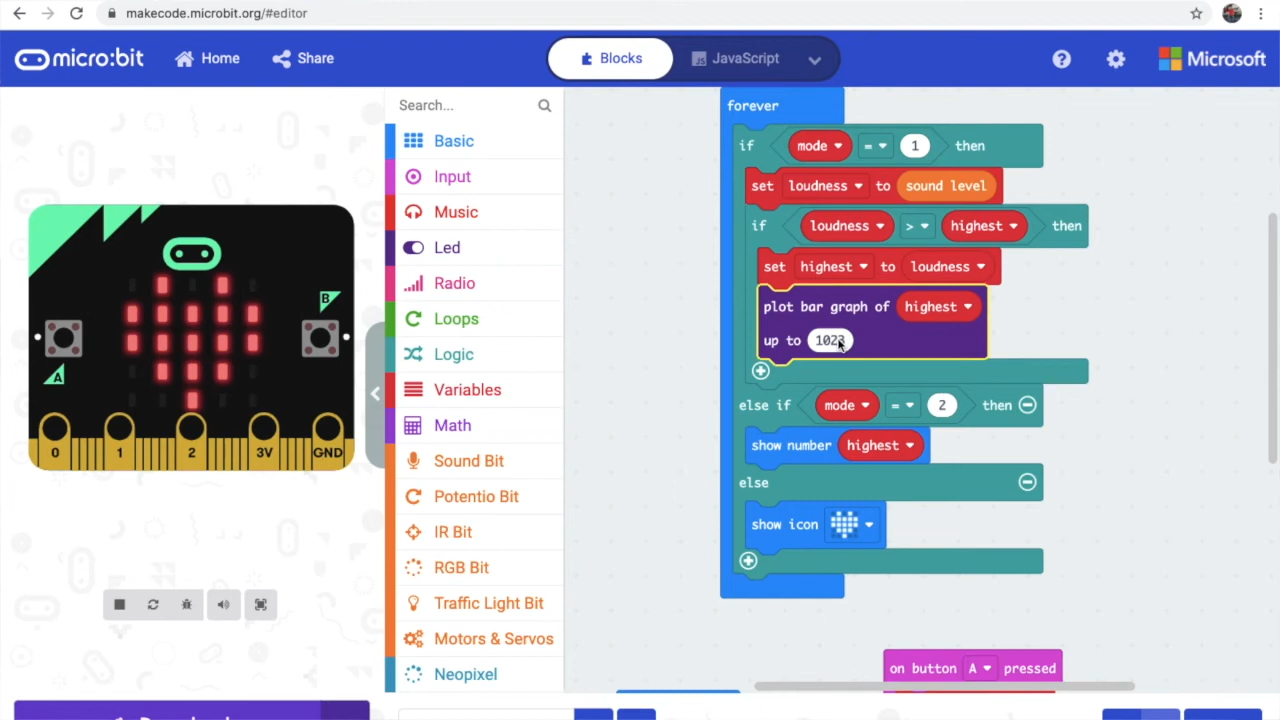 makecode.microbit.org/#editor
micro:bit Home Share Blocks JavaScript Microsoft
Search...
Basic
Input
Music
Led
Radio
Loops
Logic
Variables
Math
Sound Bit
Potentio Bit
IR Bit
RGB Bit
Traffic Light Bit
Motors & Servos
Neopixel
A
B
0 1 2 3V GND
forever
if mode = 1 then
set loudness to sound level
if loudness > highest then
set highest to loudness
plot bar graph of highest
up to 1023
else if mode = 2 then
show number highest
else
show icon
on button A pressed